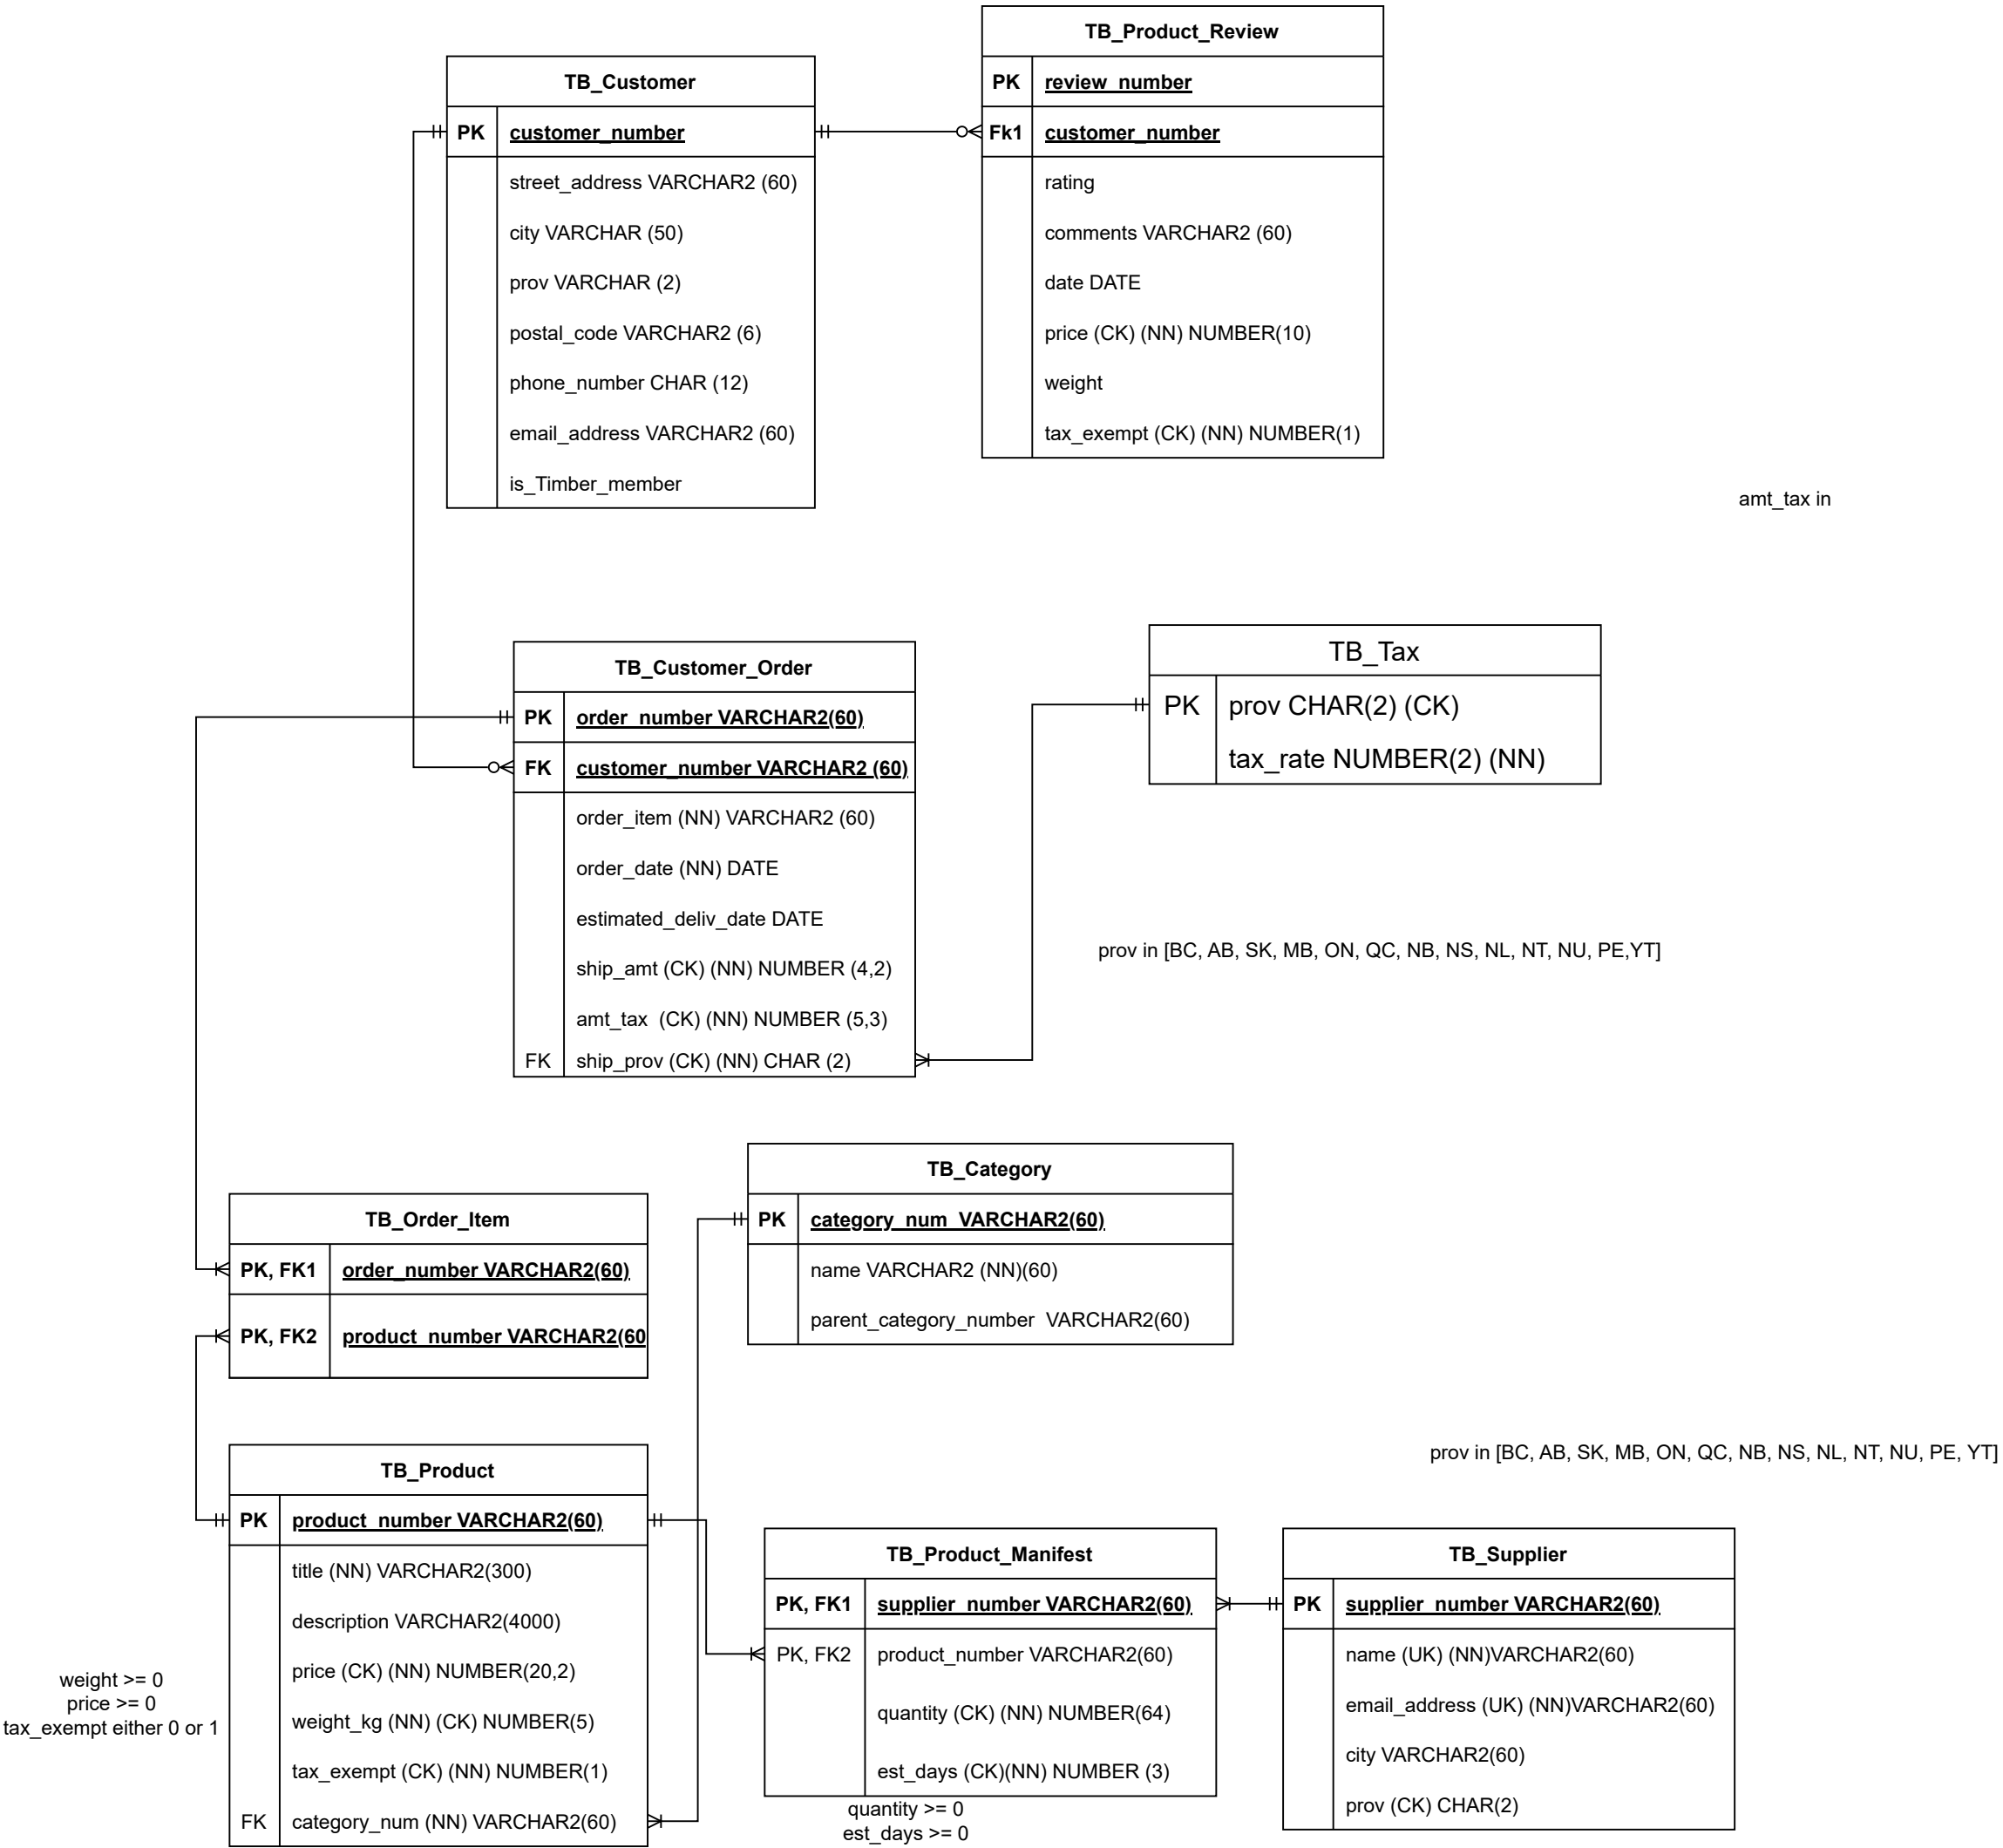 TB_Product_Review
PK review_number
Fk1 customer_number
rating
comments VARCHAR2 (60)
date DATE
price (CK) (NN) NUMBER(10)
weight
tax_exempt (CK) (NN) NUMBER(1)
TB_Customer
PK customer_number
street_address VARCHAR2 (60)
city VARCHAR (50)
prov VARCHAR (2)
postal_code VARCHAR2 (6)
phone_number CHAR (12)
email_address VARCHAR2 (60)
is_Timber_member
amt_tax in
TB_Customer_Order
PK order_number VARCHAR2(60)
FK customer_number VARCHAR2 (60)
order_item (NN) VARCHAR2 (60)
order_date (NN) DATE
estimated_deliv_date DATE
ship_amt (CK) (NN) NUMBER (4,2)
amt_tax (CK) (NN) NUMBER (5,3)
FK ship_prov (CK) (NN) CHAR (2)
TB_Tax
PK prov CHAR(2) (CK)
tax_rate NUMBER(2) (NN)
prov in [BC, AB, SK, MB, ON, QC, NB, NS, NL, NT, NU, PE,YT]
TB_Category
PK category_num VARCHAR2(60)
name VARCHAR2 (NN)(60)
parent_category_number VARCHAR2(60)
TB_Order_Item
PK, FK1 order_number VARCHAR2(60)
PK, FK2 product_number VARCHAR2(60
TB_Product
PK product_number VARCHAR2(60)
title (NN) VARCHAR2(300)
description VARCHAR2(4000)
price (CK) (NN) NUMBER(20,2)
weight_kg (NN) (CK) NUMBER(5)
tax_exempt (CK) (NN) NUMBER(1)
FK category_num (NN) VARCHAR2(60)
weight >= 0
price >= 0
tax_exempt either 0 or 1
prov in [BC, AB, SK, MB, ON, QC, NB, NS, NL, NT, NU, PE, YT]
TB_Product_Manifest
PK, FK1 supplier_number VARCHAR2(60)
PK, FK2 product_number VARCHAR2(60)
quantity (CK) (NN) NUMBER(64)
est_days (CK)(NN) NUMBER (3)
quantity >= 0
est_days >= 0
TB_Supplier
PK supplier_number VARCHAR2(60)
name (UK) (NN)VARCHAR2(60)
email_address (UK) (NN)VARCHAR2(60)
city VARCHAR2(60)
prov (CK) CHAR(2)